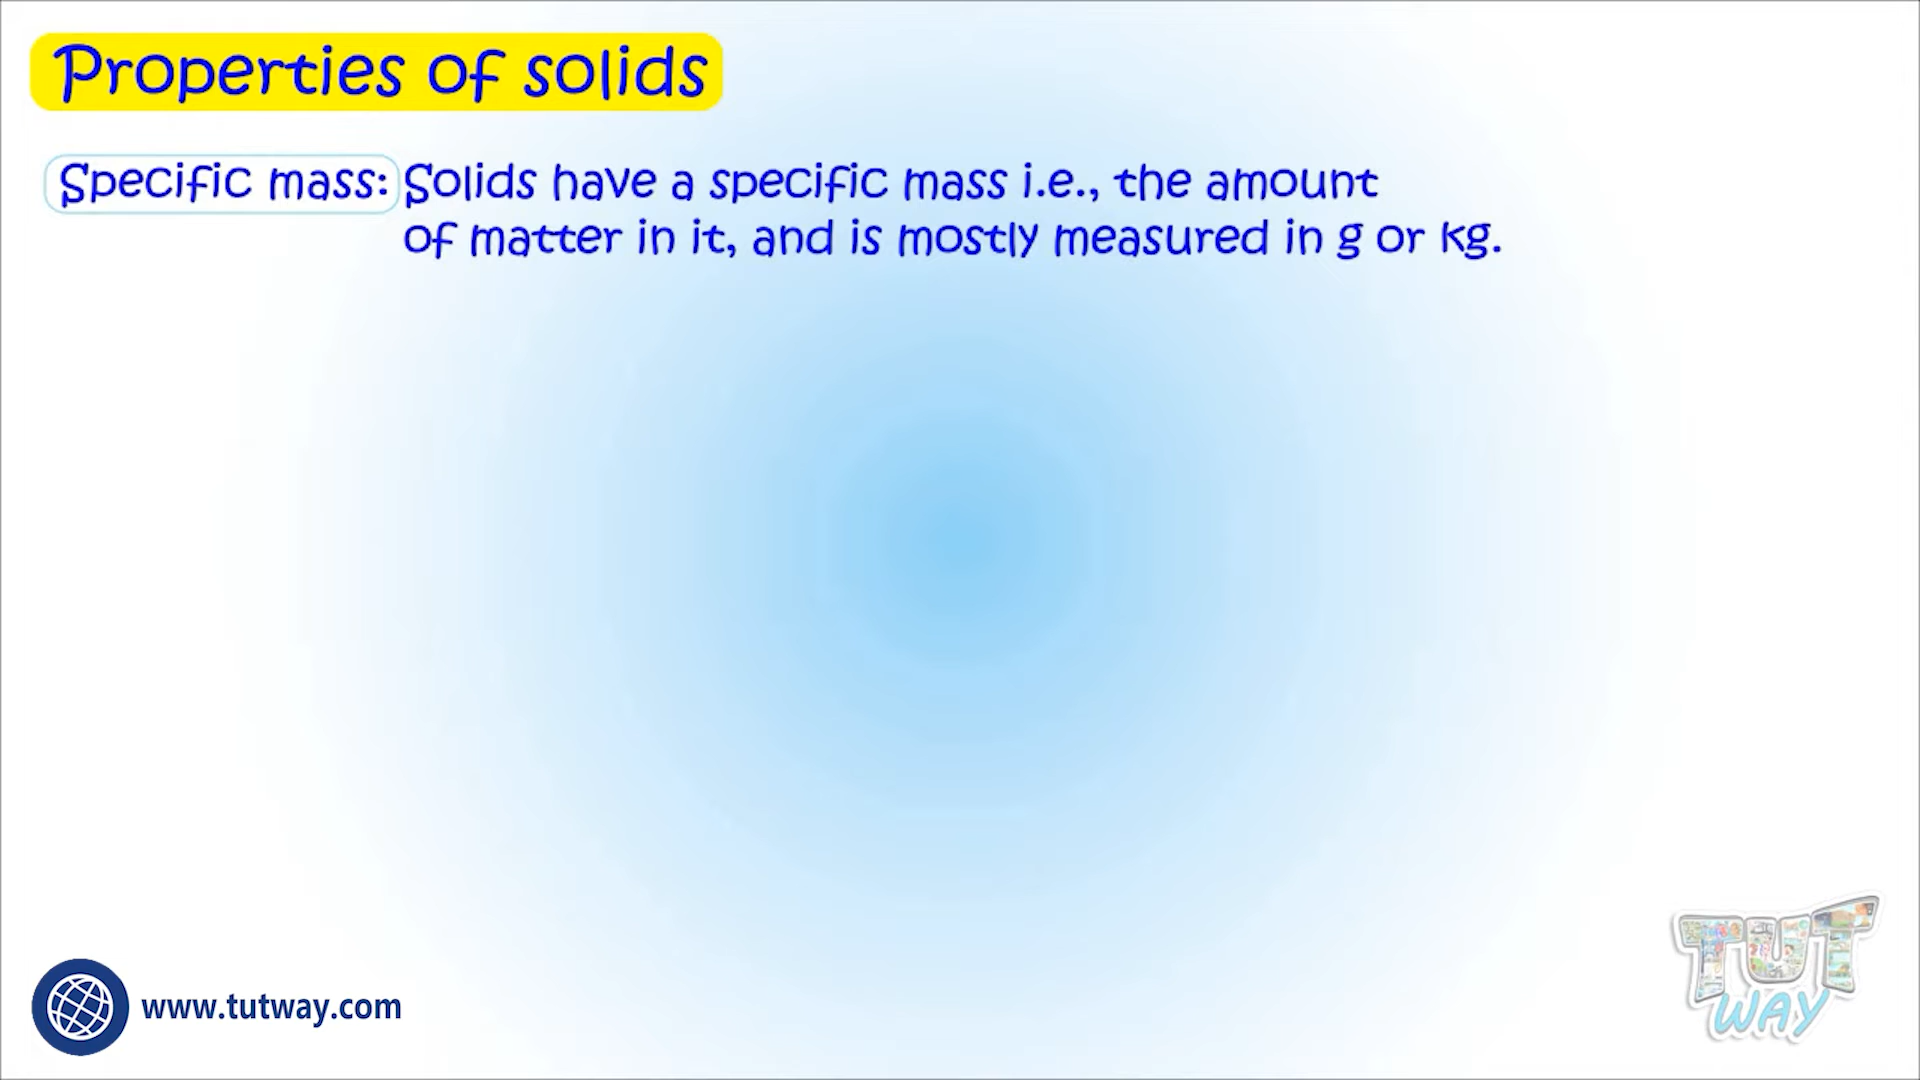 Properties of solids
Specific mass: Solids have a specific mass i.e., the amount
of matter in it, and is mostly measured in g or kg.
www.tutway.com
TUT
WAY